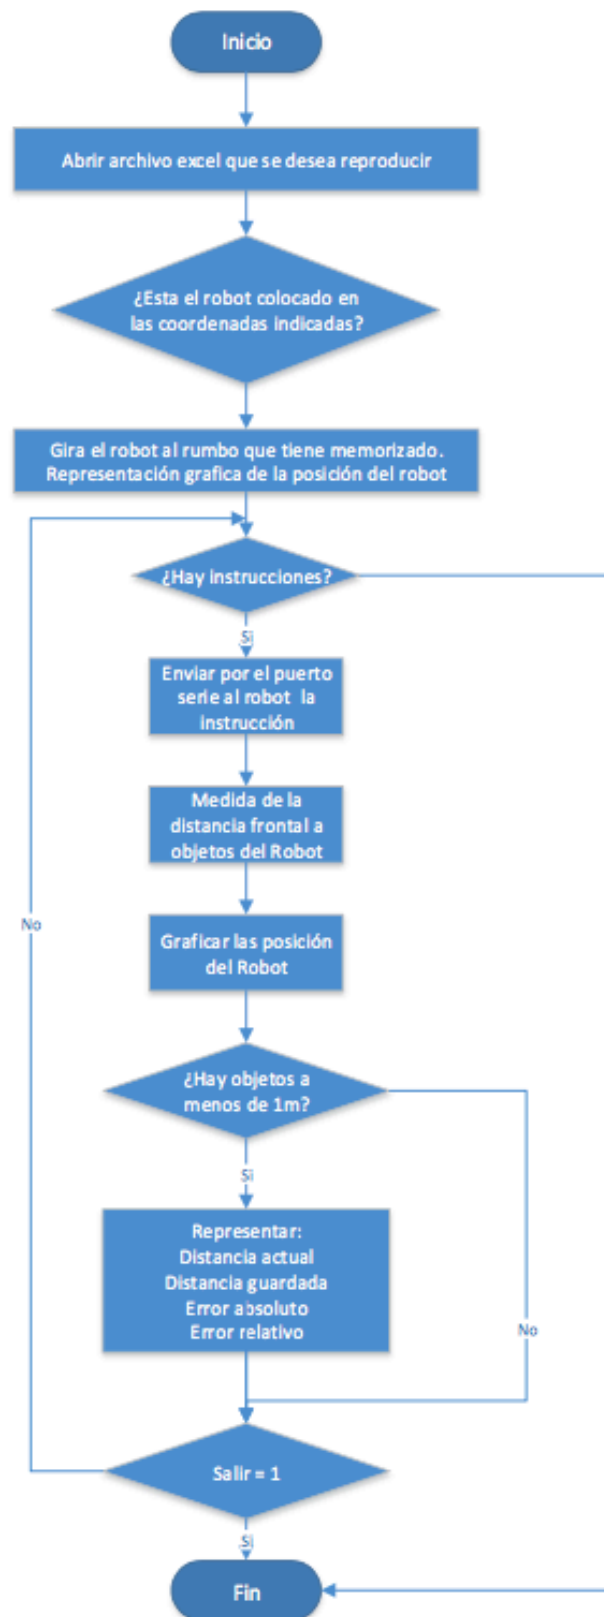 Inicio
Abrir archivo excel que se desea reproducir
¿Esta el robot colocado en
las coordenadas indicadas?
Gira el robot al rumbo que tiene memorizado.
Representación grafica de la posición del robot
¿Hay instrucciones?
Si
Enviar por el puerto
serie al robot la
instrucción
Medida de la
distancia frontal a
objetos del Robot
No
Graficar las posición
del Robot
¿Hay objetos a
menos de 1m?
Si
Representar:
Distancia actual
Distancia guardada
Error absoluto
Error relativo
No
Salir = 1
Si
Fin